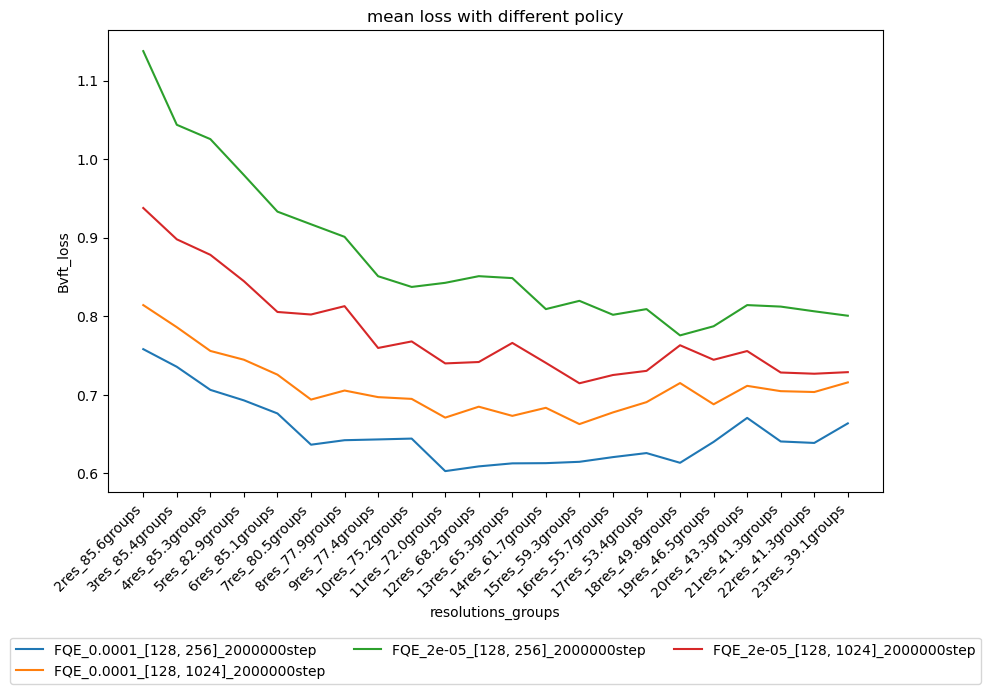 mean loss with different policy
1.1
1.0
0.9
0.8
0.7
0.6
Bvft_loss
2res_85.6groups
3res_85.4groups
4res_85.3groups
5res_82.9groups
6res_85.1groups
7res_80.5groups
8res_77.9groups
9res_77.4groups
10res_75.2groups
11res_72.0groups
12res_68.2groups
13res_65.3groups
14res_61.7groups
15res_59.3groups
16res_55.7groups
17res_53.4groups
18res_49.8groups
19res_46.5groups
20res_43.3groups
21res_41.3groups
22res_41.3groups
23res_39.1groups
resolutions_groups
FQE_0.0001_[128, 256]_2000000step
FQE_2e-05_[128, 256]_2000000step
FQE_2e-05_[128, 1024]_2000000step
FQE_0.0001_[128, 1024]_2000000step